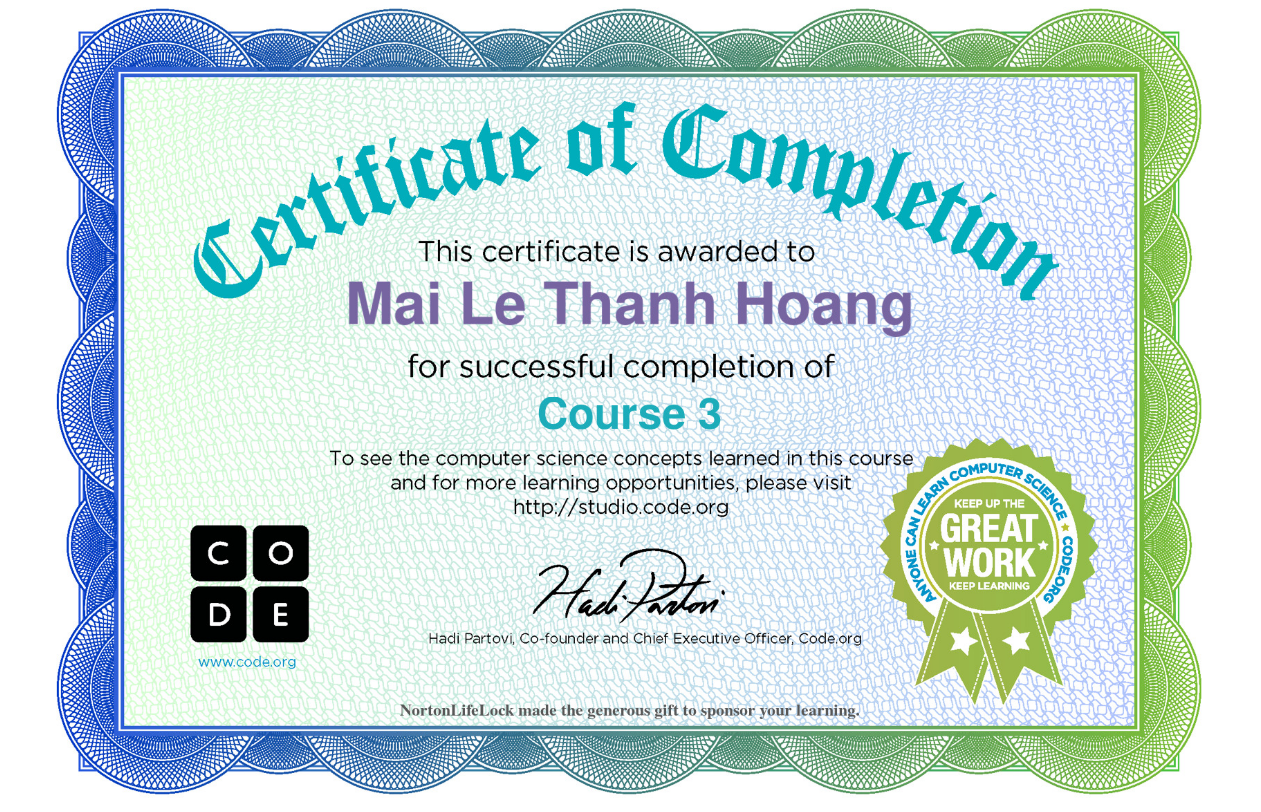 Certificate of Completion
This certificate is awarded to
Mai Le Thanh Hoang
for successful completion of
Course 3
To see the computer science concepts learned in this course
and for more learning opportunities, please visit
http://studio.code.org
C O
D E
www.code.org
Hadi Partovi
Hadi Partovi, Co-founder and Chief Executive Officer, Code.org
ANYONE CAN LEARN COMPUTER SCIENCE ★ CODE.ORG
KEEP UP THE
GREAT
WORK
KEEP LEARNING
NortonLifeLock made the generous gift to sponsor your learning.